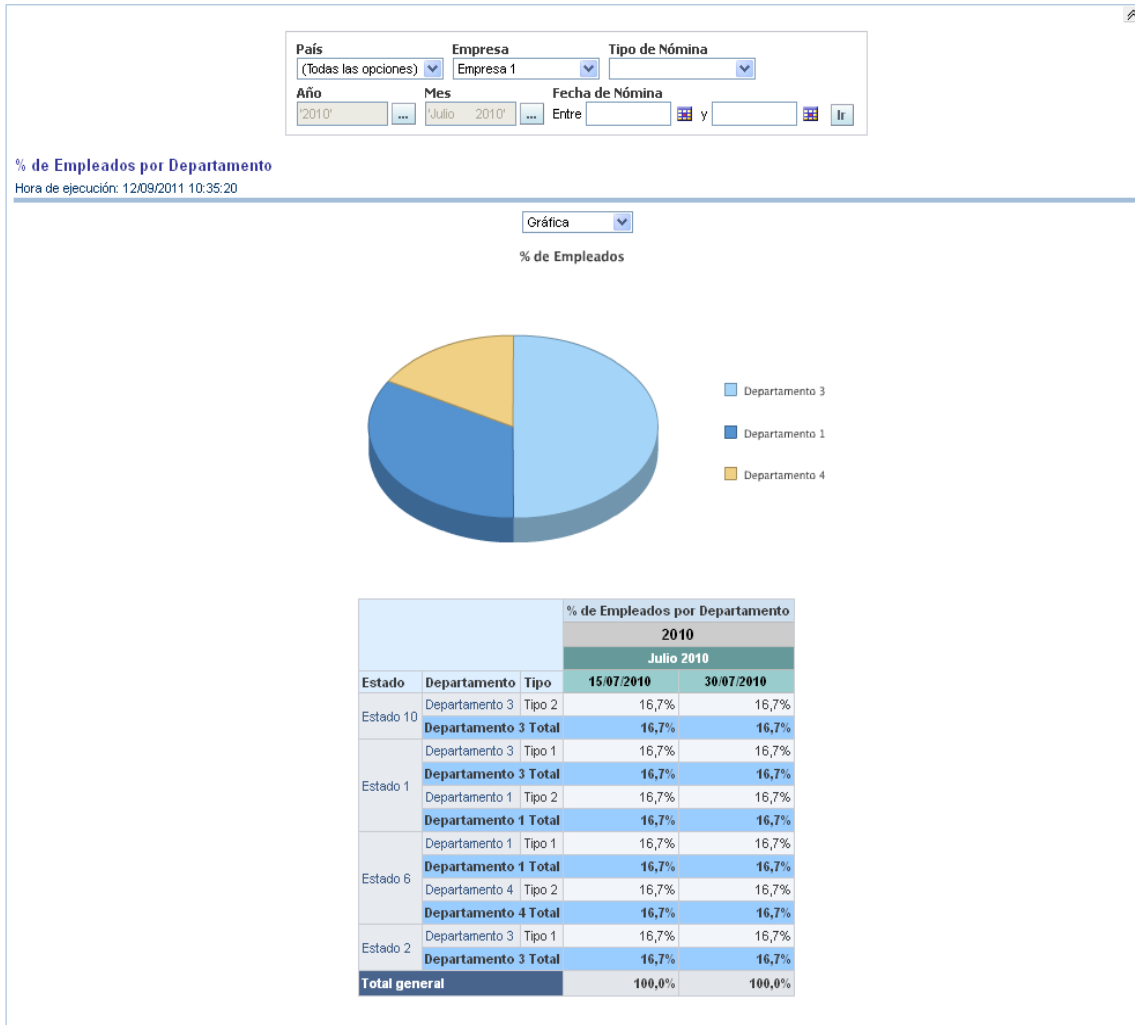 País Empresa Tipo de Nómina
(Todas las opciones) Empresa 1
Año Mes Fecha de Nómina
'2010' ... 'Julio 2010' ... Entre y Ir
% de Empleados por Departamento
Hora de ejecución: 12/09/2011 10:35:20
Gráfica
% de Empleados
Departamento 3
Departamento 1
Departamento 4
% de Empleados por Departamento
2010
Julio 2010
Estado Departamento Tipo 15/07/2010 30/07/2010
Estado 10 Departamento 3 Tipo 2 16,7% 16,7%
Departamento 3 Total 16,7% 16,7%
Estado 1 Departamento 3 Tipo 1 16,7% 16,7%
Departamento 3 Total 16,7% 16,7%
Departamento 1 Tipo 2 16,7% 16,7%
Departamento 1 Total 16,7% 16,7%
Estado 6 Departamento 1 Tipo 1 16,7% 16,7%
Departamento 1 Total 16,7% 16,7%
Departamento 4 Tipo 2 16,7% 16,7%
Departamento 4 Total 16,7% 16,7%
Estado 2 Departamento 3 Tipo 1 16,7% 16,7%
Departamento 3 Total 16,7% 16,7%
Total general 100,0% 100,0%